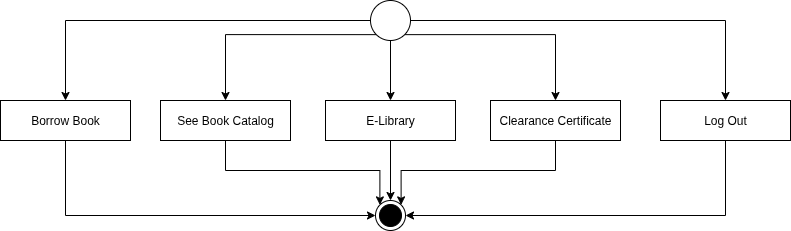 Borrow Book
See Book Catalog
E-Library
Clearance Certificate
Log Out